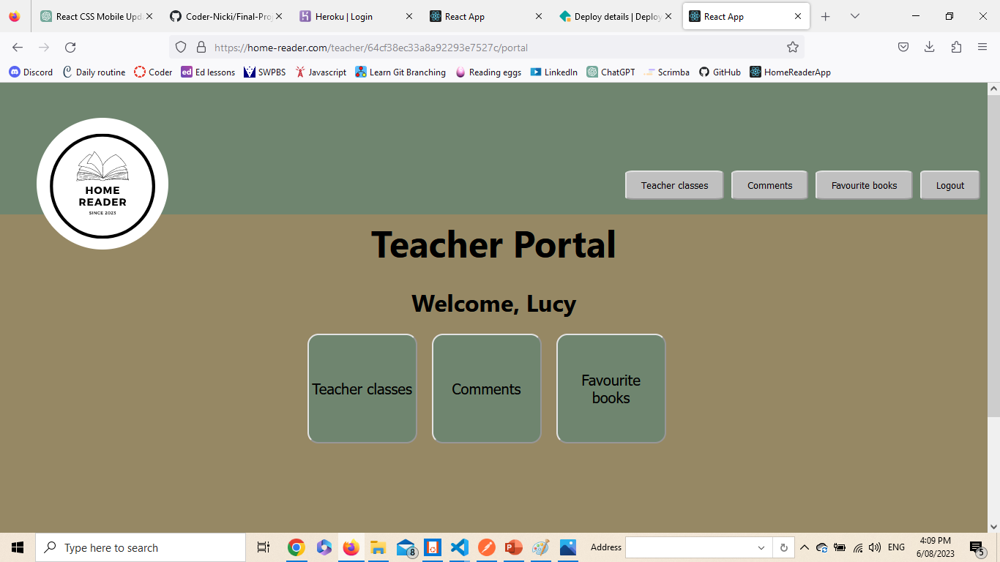 React CSS Mobile Upd
Coder-Nicki/Final-Pro
Heroku | Login
React App
Deploy details | Deploy
React App
https://home-reader.com/teacher/64cf38ec33a8a92293e7527c/portal
Discord
Daily routine
Coder
Ed lessons
SWPBS
Javascript
Learn Git Branching
Reading eggs
LinkedIn
ChatGPT
Scrimba
GitHub
HomeReaderApp
HOME
READER
SINCE 2023
Teacher classes
Comments
Favourite books
Logout
Teacher Portal
Welcome, Lucy
Teacher classes
Comments
Favourite
books
Type here to search
8
Address
ENG
4:09 PM
6/08/2023
5